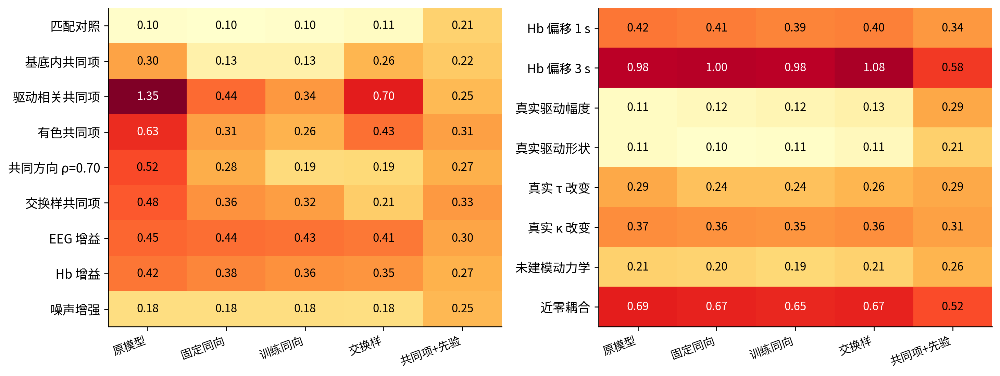 匹配对照 0.10 0.10 0.10 0.11 0.21
基底内共同项 0.30 0.13 0.13 0.26 0.22
驱动相关共同项 1.35 0.44 0.34 0.70 0.25
有色共同项 0.63 0.31 0.26 0.43 0.31
共同方向 ρ=0.70 0.52 0.28 0.19 0.19 0.27
交换样共同项 0.48 0.36 0.32 0.21 0.33
EEG 增益 0.45 0.44 0.43 0.41 0.30
Hb 增益 0.42 0.38 0.36 0.35 0.27
噪声增强 0.18 0.18 0.18 0.18 0.25
原模型 固定同向 训练同向 交换样 共同项+先验
Hb 偏移 1 s 0.42 0.41 0.39 0.40 0.34
Hb 偏移 3 s 0.98 1.00 0.98 1.08 0.58
真实驱动幅度 0.11 0.12 0.12 0.13 0.29
真实驱动形状 0.11 0.10 0.11 0.11 0.21
真实 τ 改变 0.29 0.24 0.24 0.26 0.29
真实 κ 改变 0.37 0.36 0.35 0.36 0.31
未建模动力学 0.21 0.20 0.19 0.21 0.26
近零耦合 0.69 0.67 0.65 0.67 0.52
原模型 固定同向 训练同向 交换样 共同项+先验